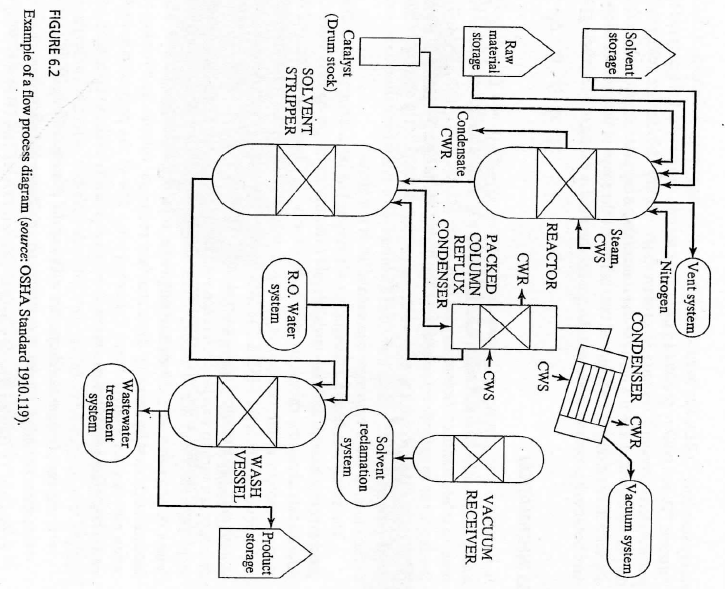 Solvent
storage
Raw
material
storage
Catalyst
(Drum stock)
Vent system
Nitrogen
Steam,
CWS
REACTOR
Condensate
CWR
SOLVENT
STRIPPER
PACKED
COLUMN
REFLUX
CONDENSER
CWR
CWS
CONDENSER
CWS
CWR
Vacuum system
VACUUM
RECEIVER
Solvent
reclamation
system
R.O. Water
system
WASH
VESSEL
Wastewater
treatment
system
Product
storage
FIGURE 6.2
Example of a flow process diagram (source: OSHA Standard 1910.119).